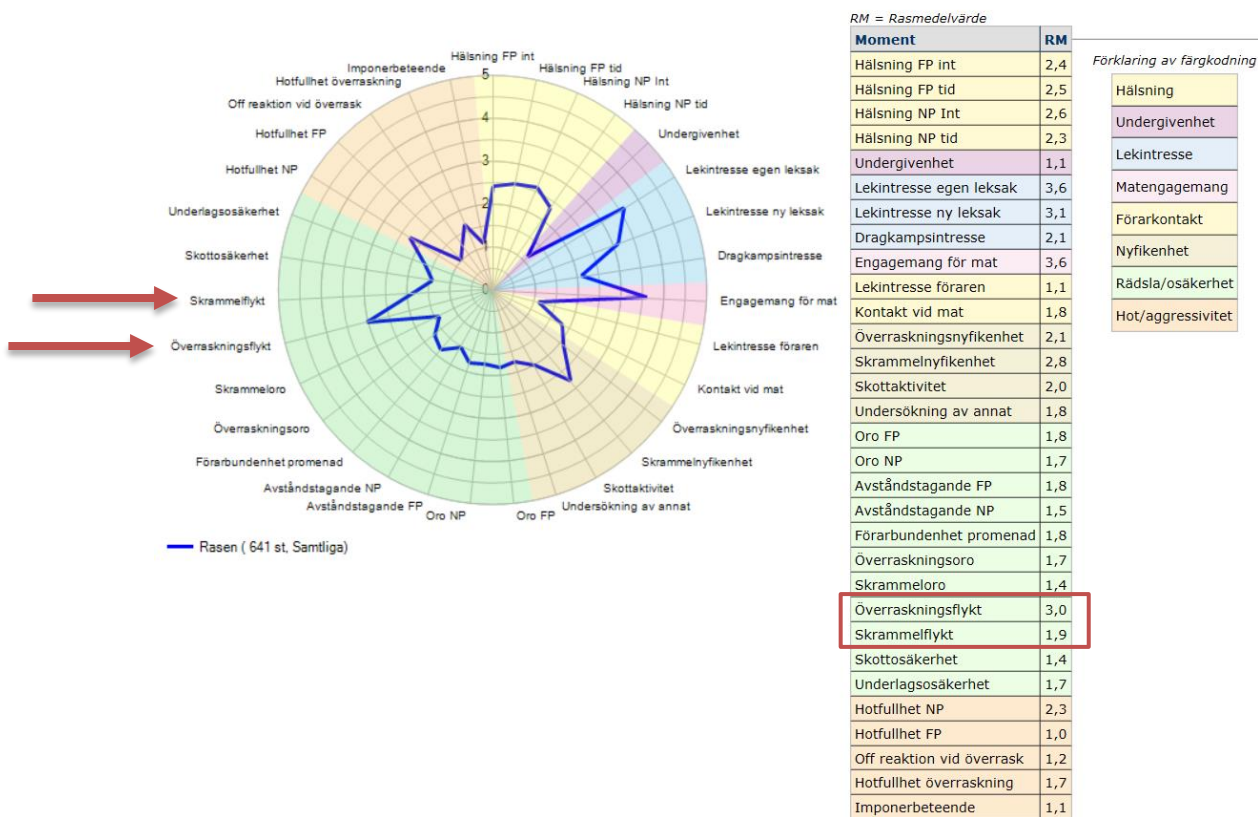 Hälsning FP int
Hälsning FP tid
Hälsning NP Int
Hälsning NP tid
Undergivenhet
Lekintresse egen leksak
Lekintresse ny leksak
Dragkampsintresse
Engagemang för mat
Lekintresse föraren
Kontakt vid mat
Överraskningsnyfikenhet
Skrammelnyfikenhet
Skottaktivitet
Undersökning av annat
Oro FP
Oro NP
Avståndstagande FP
Avståndstagande NP
Förarbundenhet promenad
Överraskningsoro
Skrammeloro
Överraskningsflykt
Skrammelflykt
Skottosäkerhet
Underlagsosäkerhet
Hotfullhet NP
Hotfullhet FP
Off reaktion vid överrask
Hotfullhet överraskning
Imponerbeteende
5
4
3
2
1
0
Rasen ( 641 st, Samtliga)
RM = Rasmedelvärde
Moment RM
Hälsning FP int 2,4
Hälsning FP tid 2,5
Hälsning NP Int 2,6
Hälsning NP tid 2,3
Undergivenhet 1,1
Lekintresse egen leksak 3,6
Lekintresse ny leksak 3,1
Dragkampsintresse 2,1
Engagemang för mat 3,6
Lekintresse föraren 1,1
Kontakt vid mat 1,8
Överraskningsnyfikenhet 2,1
Skrammelnyfikenhet 2,8
Skottaktivitet 2,0
Undersökning av annat 1,8
Oro FP 1,8
Oro NP 1,7
Avståndstagande FP 1,8
Avståndstagande NP 1,5
Förarbundenhet promenad 1,8
Överraskningsoro 1,7
Skrammeloro 1,4
Överraskningsflykt 3,0
Skrammelflykt 1,9
Skottosäkerhet 1,4
Underlagsosäkerhet 1,7
Hotfullhet NP 2,3
Hotfullhet FP 1,0
Off reaktion vid överrask 1,2
Hotfullhet överraskning 1,7
Imponerbeteende 1,1
Förklaring av färgkodning
Hälsning
Undergivenhet
Lekintresse
Matengagemang
Förarkontakt
Nyfikenhet
Rädsla/osäkerhet
Hot/aggressivitet